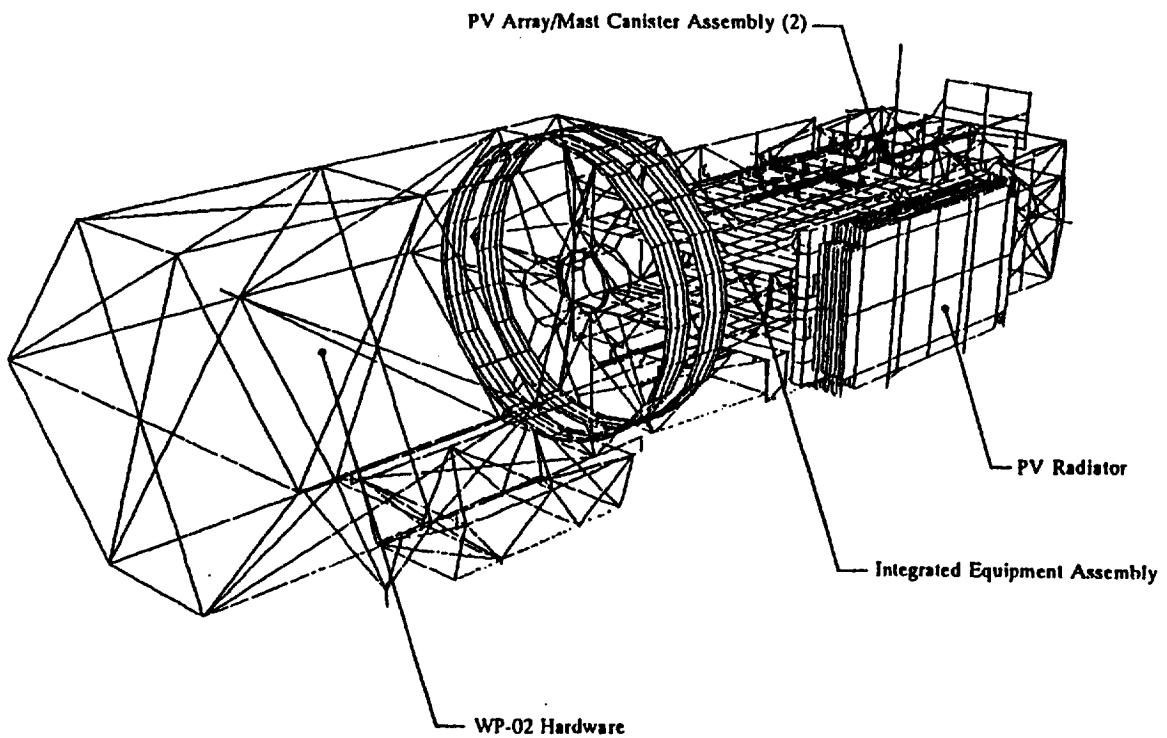 PV Array/Mast Canister Assembly (2)
PV Radiator
Integrated Equipment Assembly
WP-02 Hardware